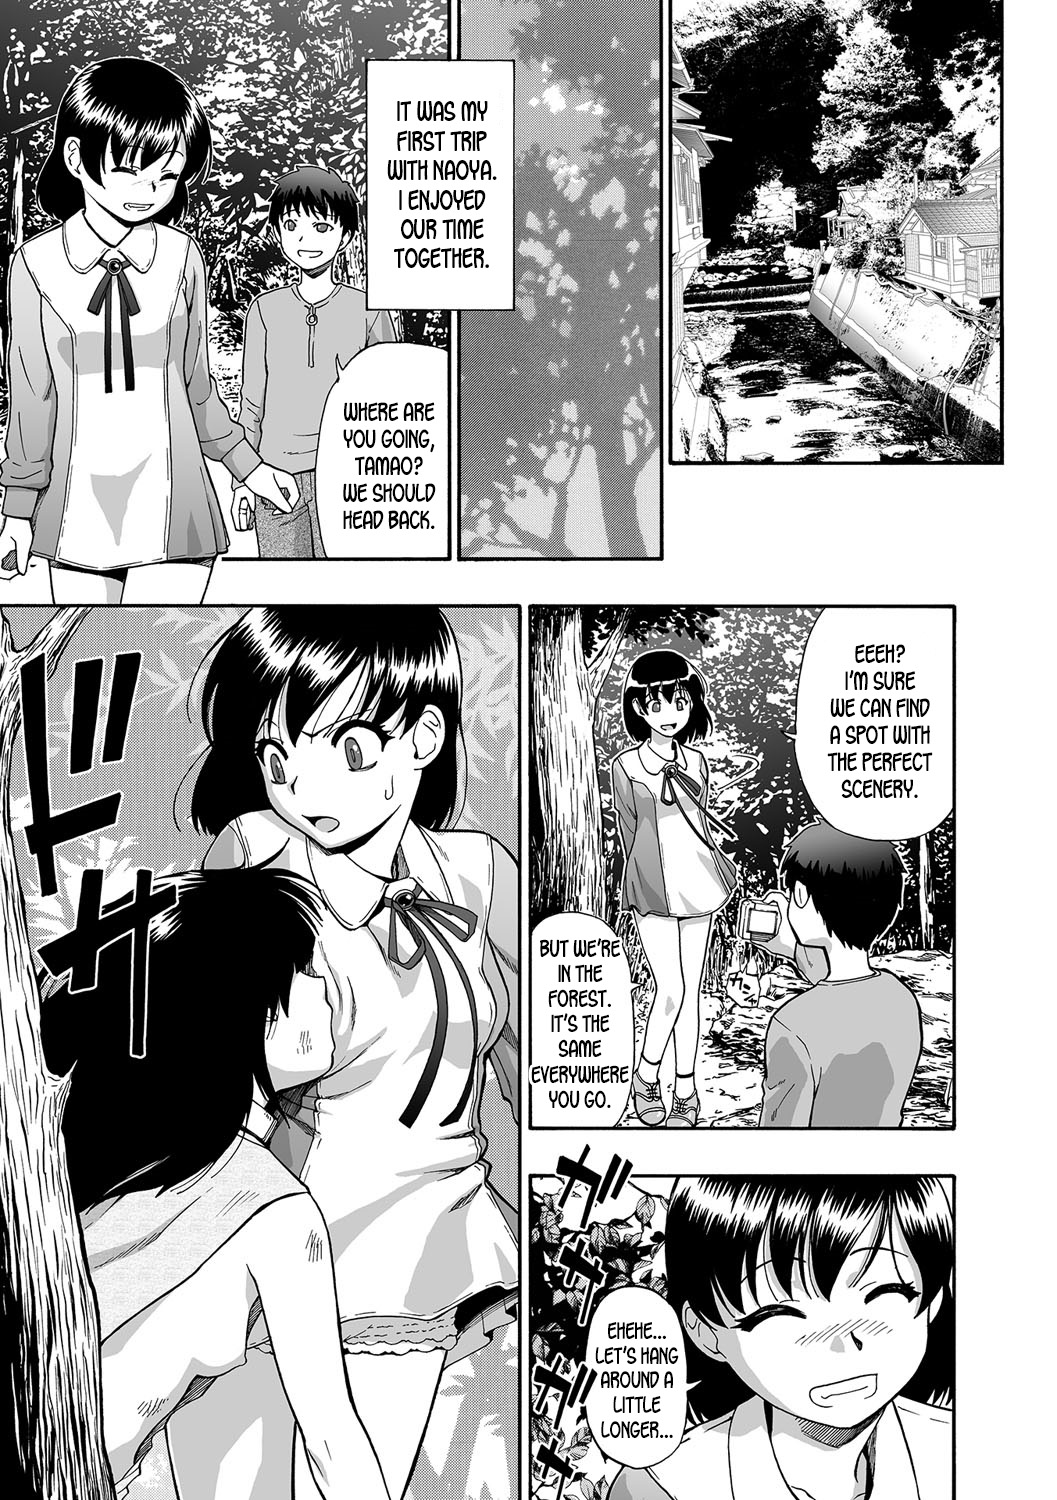 IT WAS MY
FIRST TRIP
WITH NAOYA.
I ENJOYED
OUR TIME
TOGETHER.
WHERE ARE
YOU GOING,
TAMAO?
WE SHOULD
HEAD BACK.
EEEH?
I'M SURE
WE CAN FIND
A SPOT WITH
THE PERFECT
SCENERY.
BUT WE'RE
IN THE
FOREST.
IT'S THE
SAME
EVERYWHERE
YOU GO.
ガサ
ガサ
EHEHE...
LET'S HANG
AROUND A
LITTLE
LONGER...
ドサ